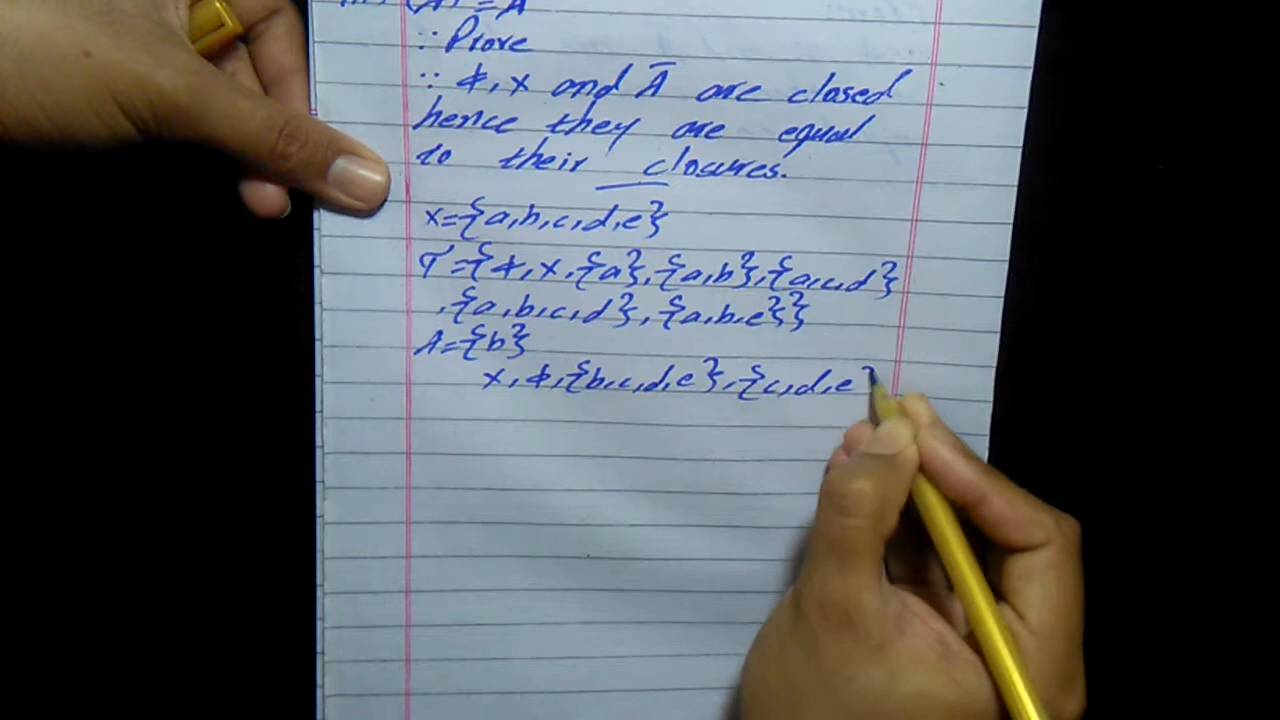 (A) = A
∵ Prove
∵ ϕ, x and A̅ are closed
hence they are equal
to their closures.
x={a,b,c,d,e}
τ={ϕ,x,{a},{a,b},{a,c,d}
,{a,b,c,d},{a,b,e}}
A={b}
x,ϕ,{b,c,d,e},{c,d,e}